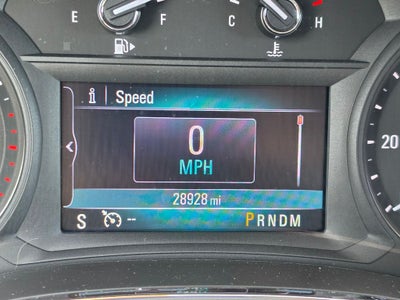 E F C H
i Speed
0
MPH
20
28928 mi
S -- PRNDM